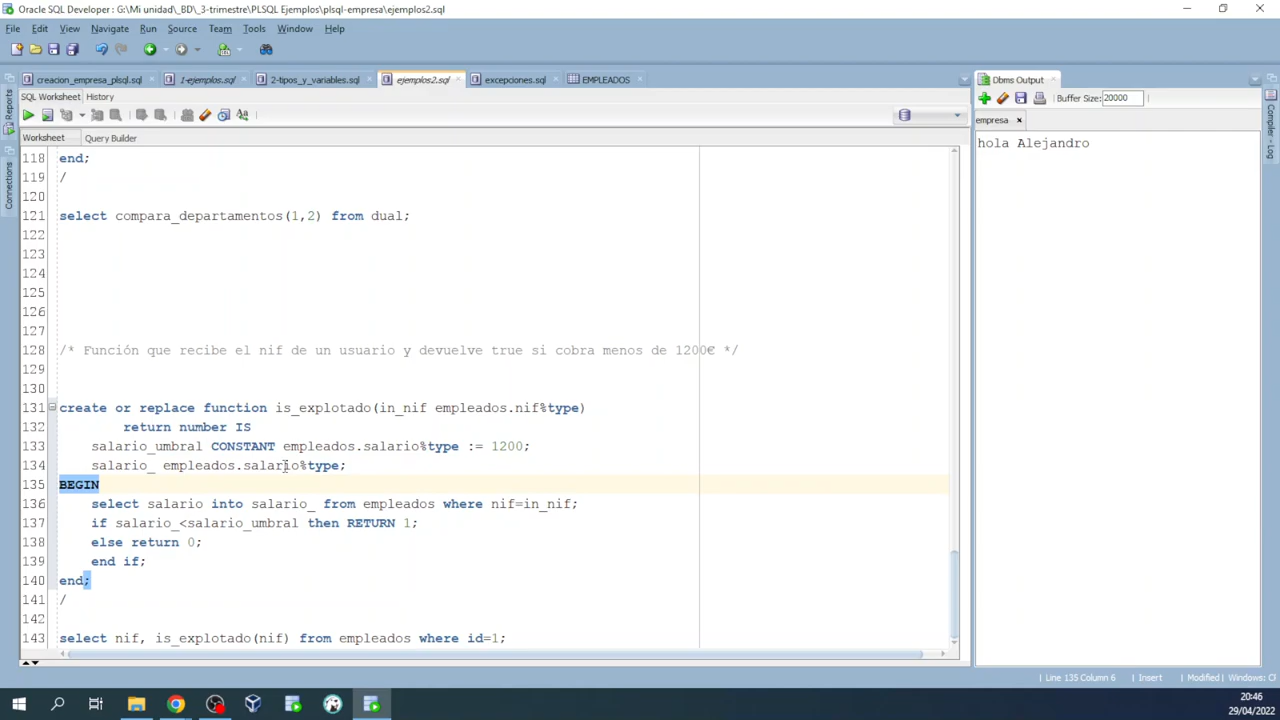 Oracle SQL Developer : G:\Mi unidad\_BD\_3-trimestre\PLSQL Ejemplos\plsql-empresa\ejemplos2.sql
File Edit View Navigate Run Source Team Tools Window Help
creacion_empresa_plsql.sql 1-ejemplos.sql 2-tipos_y_variables.sql ejemplos2.sql excepciones.sql EMPLEADOS
SQL Worksheet History
Worksheet Query Builder
118 end;
119 /
120
121 select compara_departamentos(1,2) from dual;
122
123
124
125
126
127
128 /* Función que recibe el nif de un usuario y devuelve true si cobra menos de 1200€ */
129
130
131 create or replace function is_explotado(in_nif empleados.nif%type)
132 return number IS
133 salario_umbral CONSTANT empleados.salario%type := 1200;
134 salario_ empleados.salario%type;
135 BEGIN
136 select salario into salario_ from empleados where nif=in_nif;
137 if salario_<salario_umbral then RETURN 1;
138 else return 0;
139 end if;
140 end;
141 /
142
143 select nif, is_explotado(nif) from empleados where id=1;
Dbms Output
Buffer Size: 20000
empresa
hola Alejandro
Reports
Connections
Compiler - Log
Line 135 Column 6 Insert Modified Windows: C
20:46
29/04/2022